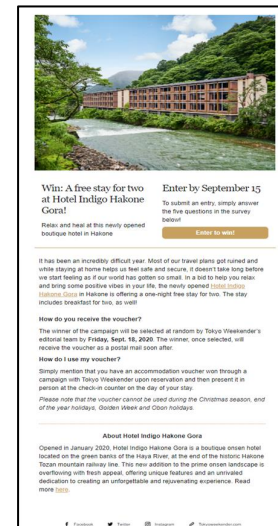 Win: A free stay for two
at Hotel Indigo Hakone
Gora!
Relax and heal at this newly opened
boutique hotel in Hakone
Enter by September 15
To submit an entry, simply answer
the five questions in the survey
below!
Enter to win!
It has been an incredibly difficult year. Most of our travel plans got ruined and
while staying at home helps us feel safe and secure, it doesn't take long before
we start feeling as if our world has gotten so small. In a bid to help you relax
and bring some positive vibes in your life, the newly opened Hotel Indigo
Hakone Gora in Hakone is offering a one-night free stay for two. The stay
includes breakfast for two, as well!
How do you receive the voucher?
The winner of the campaign will be selected at random by Tokyo Weekender's
editorial team by Friday, Sept. 18, 2020. The winner, once selected, will
receive the voucher as a postal mail soon after.
How do I use my voucher?
Simply mention that you have an accommodation voucher won through a
campaign with Tokyo Weekender upon reservation and then present it in
person at the check-in counter on the day of your stay.
Please note that the voucher cannot be used during the Christmas season, end
of the year holidays, Golden Week and Obon holidays.
About Hotel Indigo Hakone Gora
Opened in January 2020, Hotel Indigo Hakone Gora is a boutique onsen hotel
located on the green banks of the Haya River, at the end of the historic Hakone
Tozan mountain railway line. This new addition to the prime onsen landscape is
overflowing with fresh appeal, offering unique features and an unrivaled
dedication to creating an unforgettable and rejuvenating experience. Read
more here.
Facebook Twitter Instagram Tokyoweekender.com